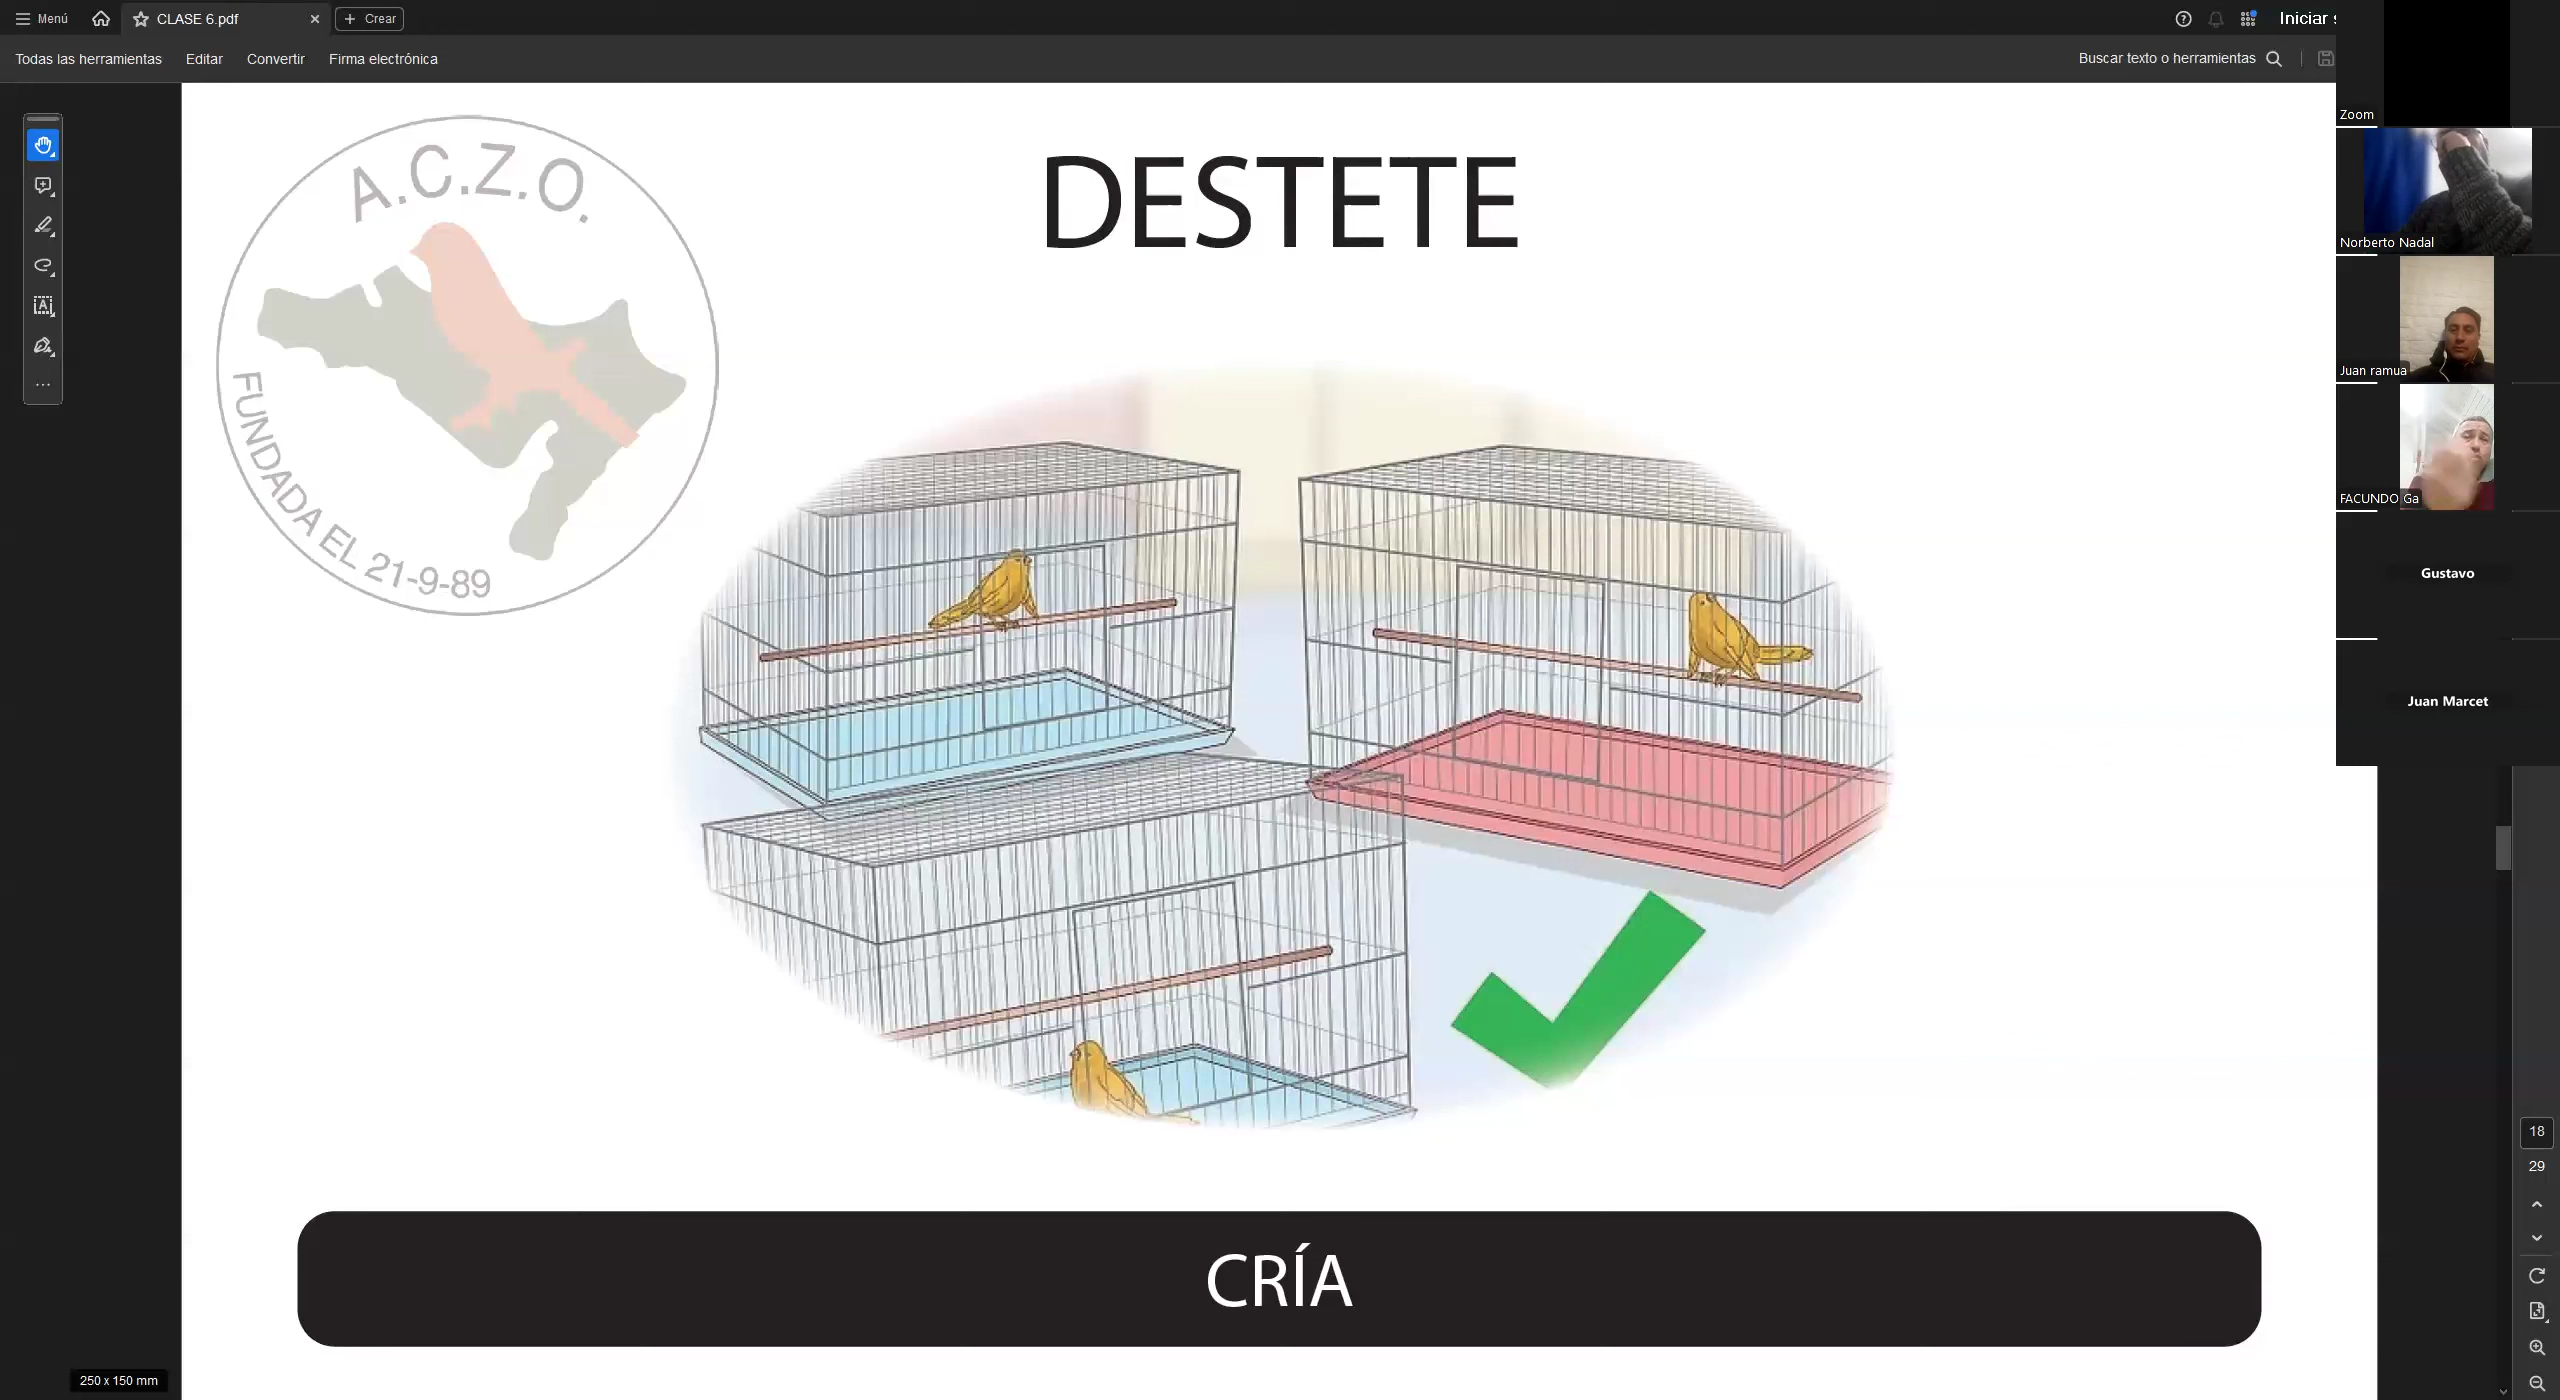 Menú
CLASE 6.pdf
Crear
Todas las herramientas
Editar
Convertir
Firma electrónica
Buscar texto o herramientas
A.C.Z.O.
FUNDADA EL 21-9-89
DESTETE
CRÍA
250 x 150 mm
Zoom
Norberto Nadal
Juan ramua
FACUNDO Ga
Gustavo
Juan Marcet
18
29
Iniciar